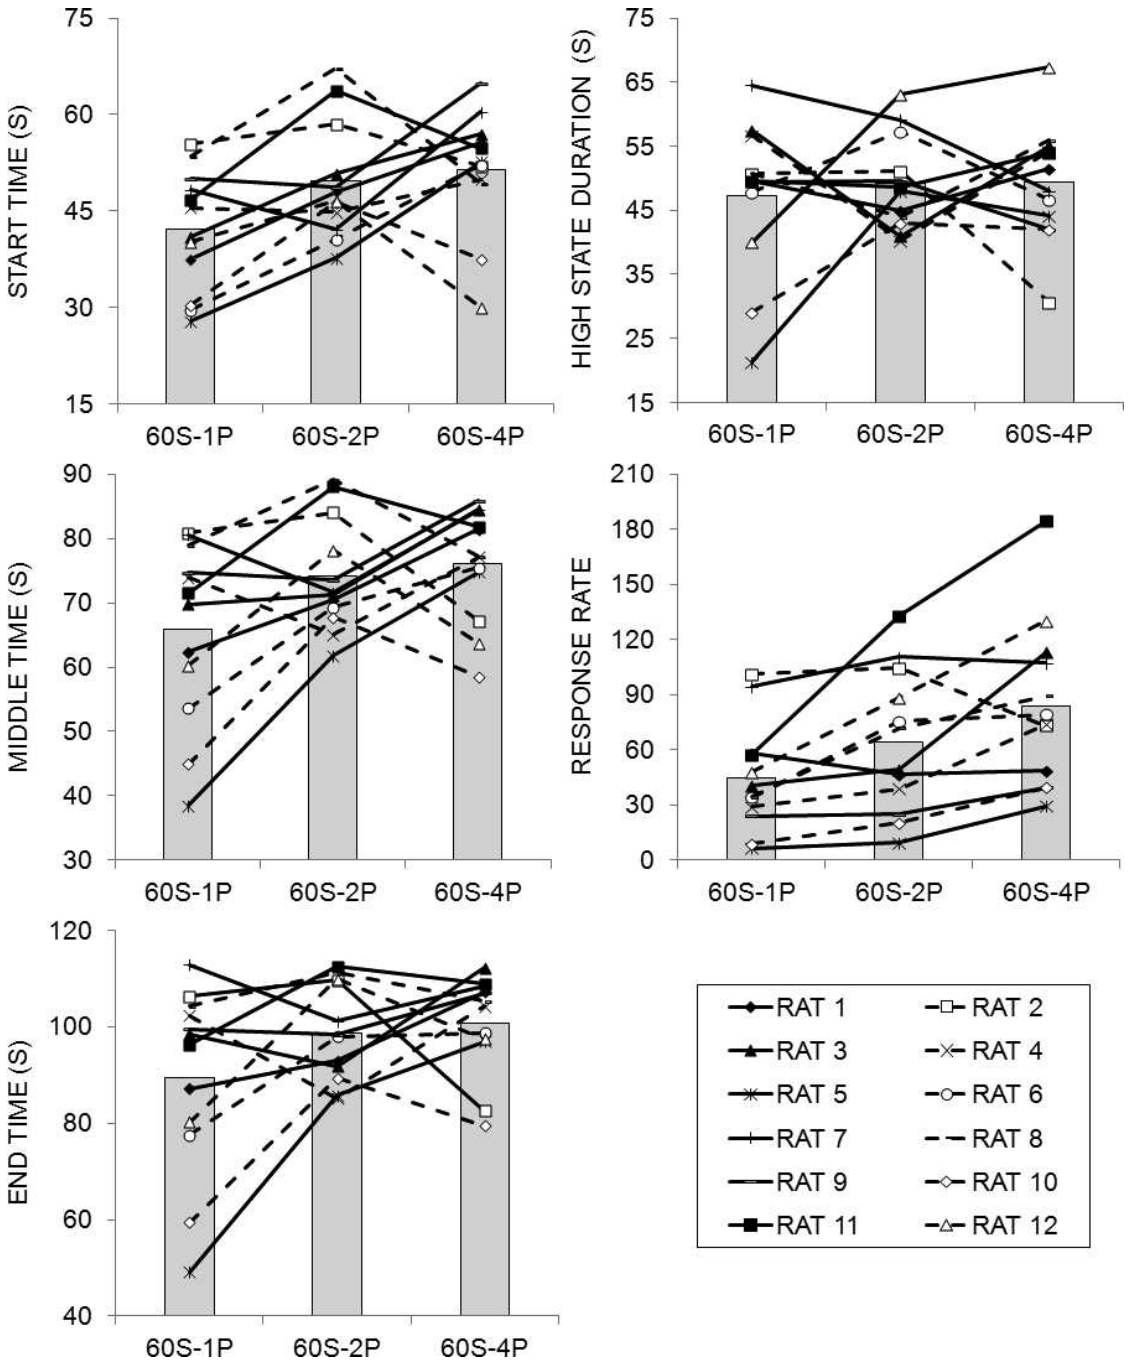 START TIME (S)
75
60
45
30
15
60S-1P 60S-2P 60S-4P
HIGH STATE DURATION (S)
75
65
55
45
35
25
15
60S-1P 60S-2P 60S-4P
MIDDLE TIME (S)
90
80
70
60
50
40
30
60S-1P 60S-2P 60S-4P
RESPONSE RATE
210
180
150
120
90
60
30
0
60S-1P 60S-2P 60S-4P
END TIME (S)
120
100
80
60
40
60S-1P 60S-2P 60S-4P
RAT 1 RAT 2
RAT 3 RAT 4
RAT 5 RAT 6
RAT 7 RAT 8
RAT 9 RAT 10
RAT 11 RAT 12